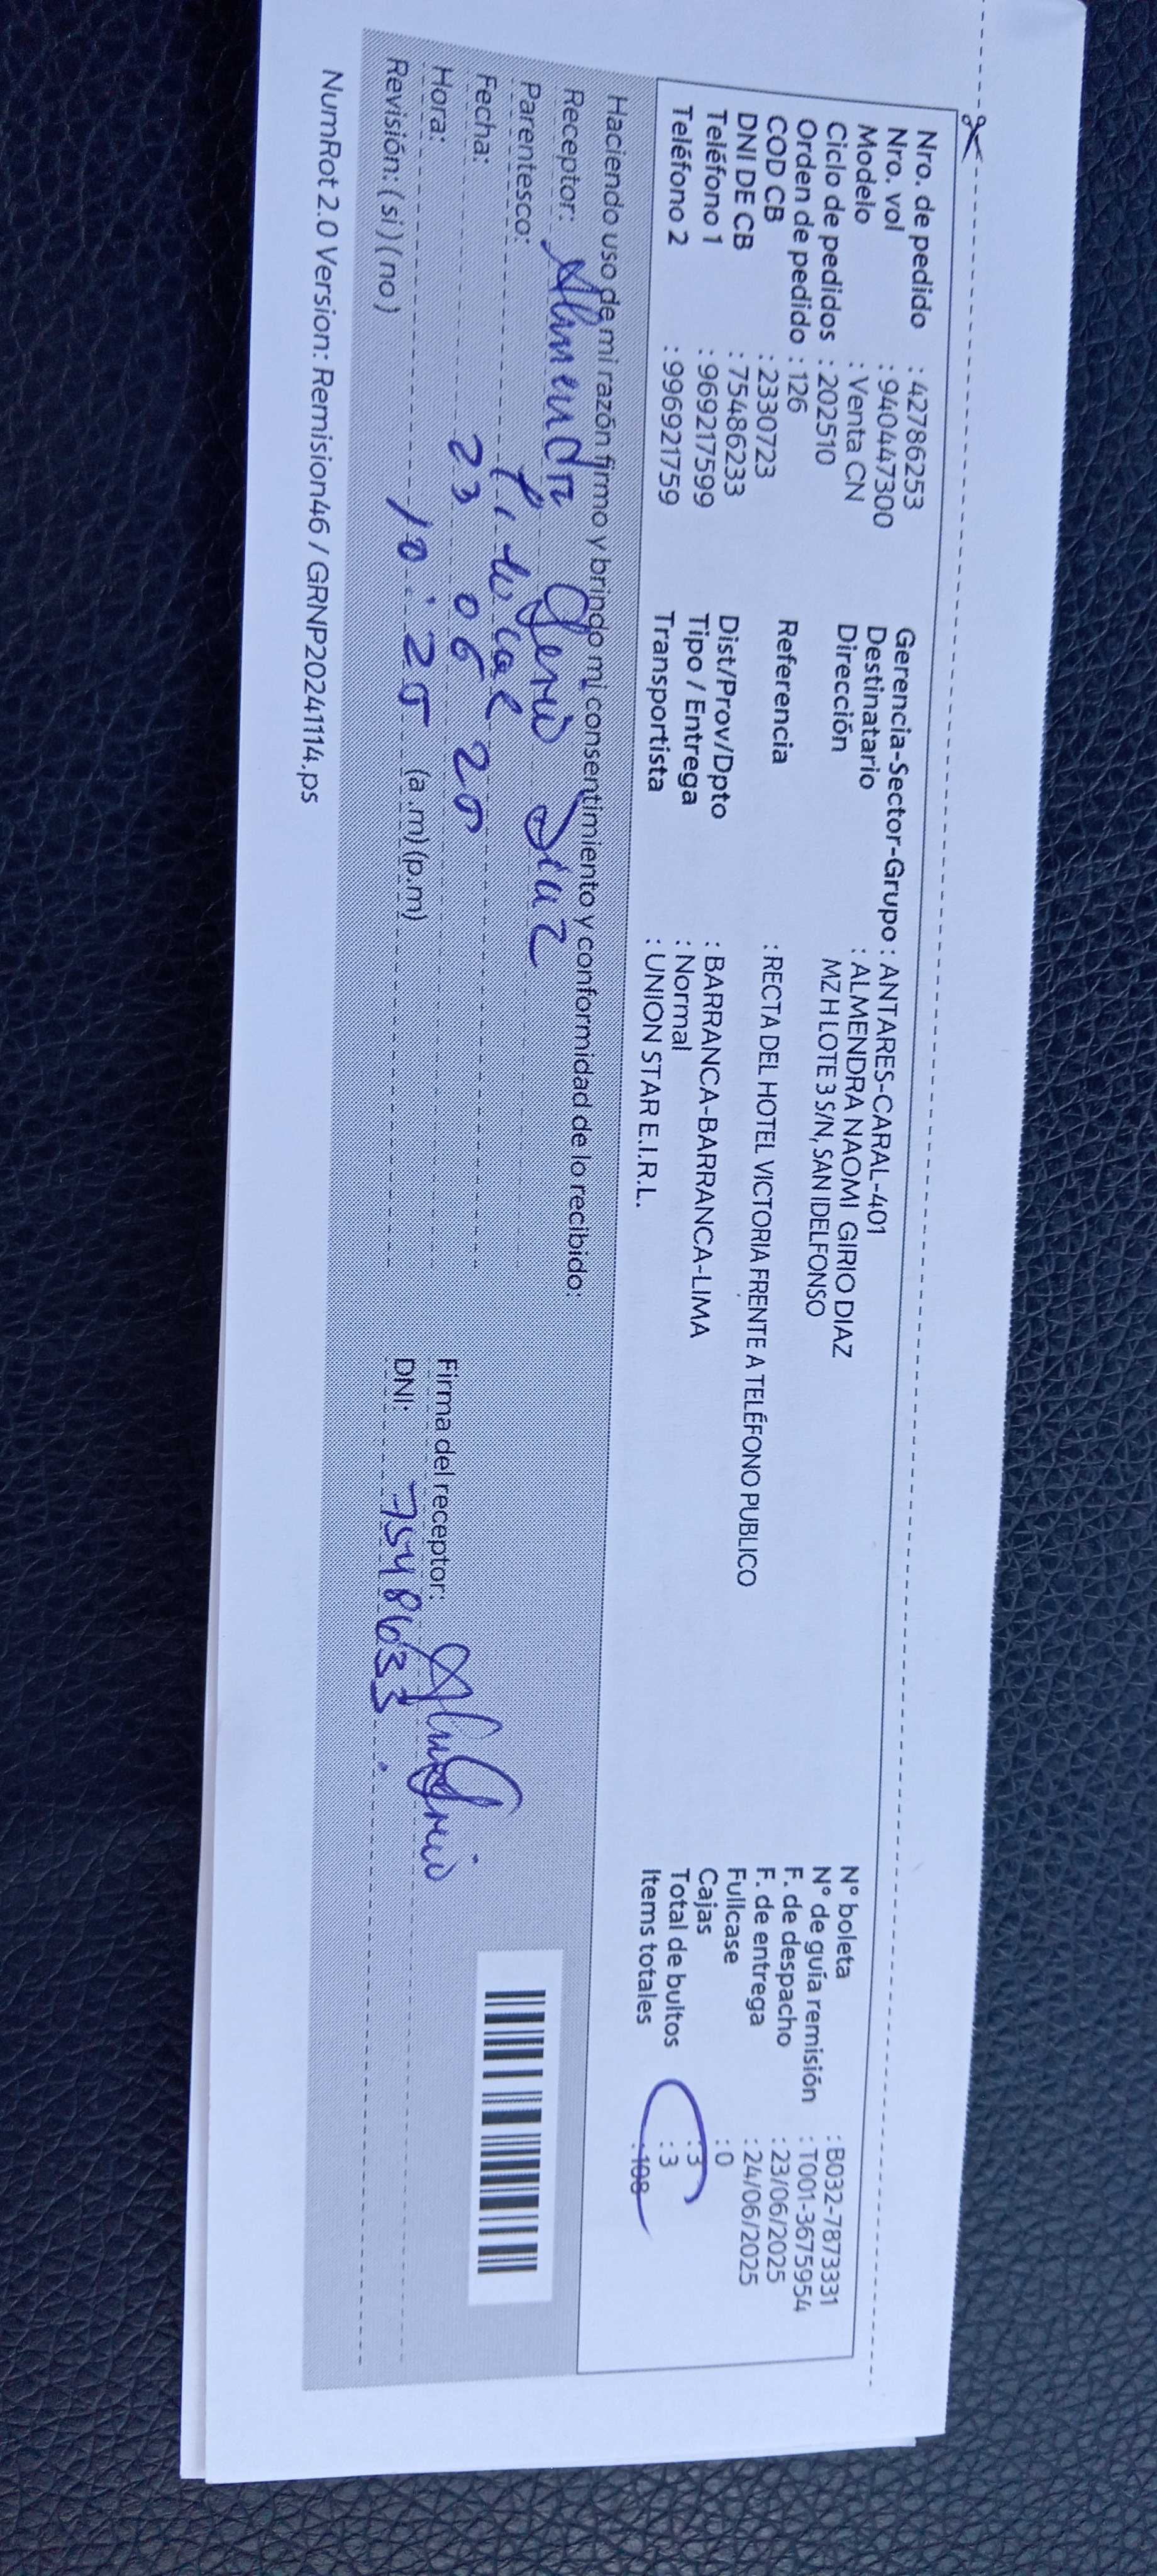 Nro. de pedido : 42786253
Nro. vol : 940447300
Modelo : Venta CN
Ciclo de pedidos : 202510
Orden de pedido : 126
COD CB : 2330723
DNI DE CB : 75486233
Teléfono 1 : 969217599
Teléfono 2 : 996921759
Gerencia-Sector-Grupo : ANTARES-CARAL-401
Destinatario : ALMENDRA NAOMI GIRIO DIAZ
Dirección MZ H LOTE 3 S/N, SAN IDELFONSO
Referencia : RECTA DEL HOTEL VICTORIA FRENTE A TELÉFONO PUBLICO
Dist/Prov/Dpto : BARRANCA-BARRANCA-LIMA
Tipo / Entrega : Normal
Transportista : UNION STAR E.I.R.L.
N° boleta : B032-7873331
N° de guía remisión : T001-3675954
F. de despacho : 23/06/2025
F. de entrega : 24/06/2025
Fullcase : 0
Cajas : 3
Total de bultos : 3
Items totales : 108
Haciendo uso de mi razón firmo y brindo mi consentimiento y conformidad de lo recibido:
Receptor: Almendra Girio Diaz
Parentesco: Titular
Fecha: 23 06 25
Hora: 10:25 (a.m) (p.m)
Revisión: (si) (no)
Firma del receptor:
DNI: 7548633
NumRot 2.0 Version: Remision46 / GRNP20241114.ps